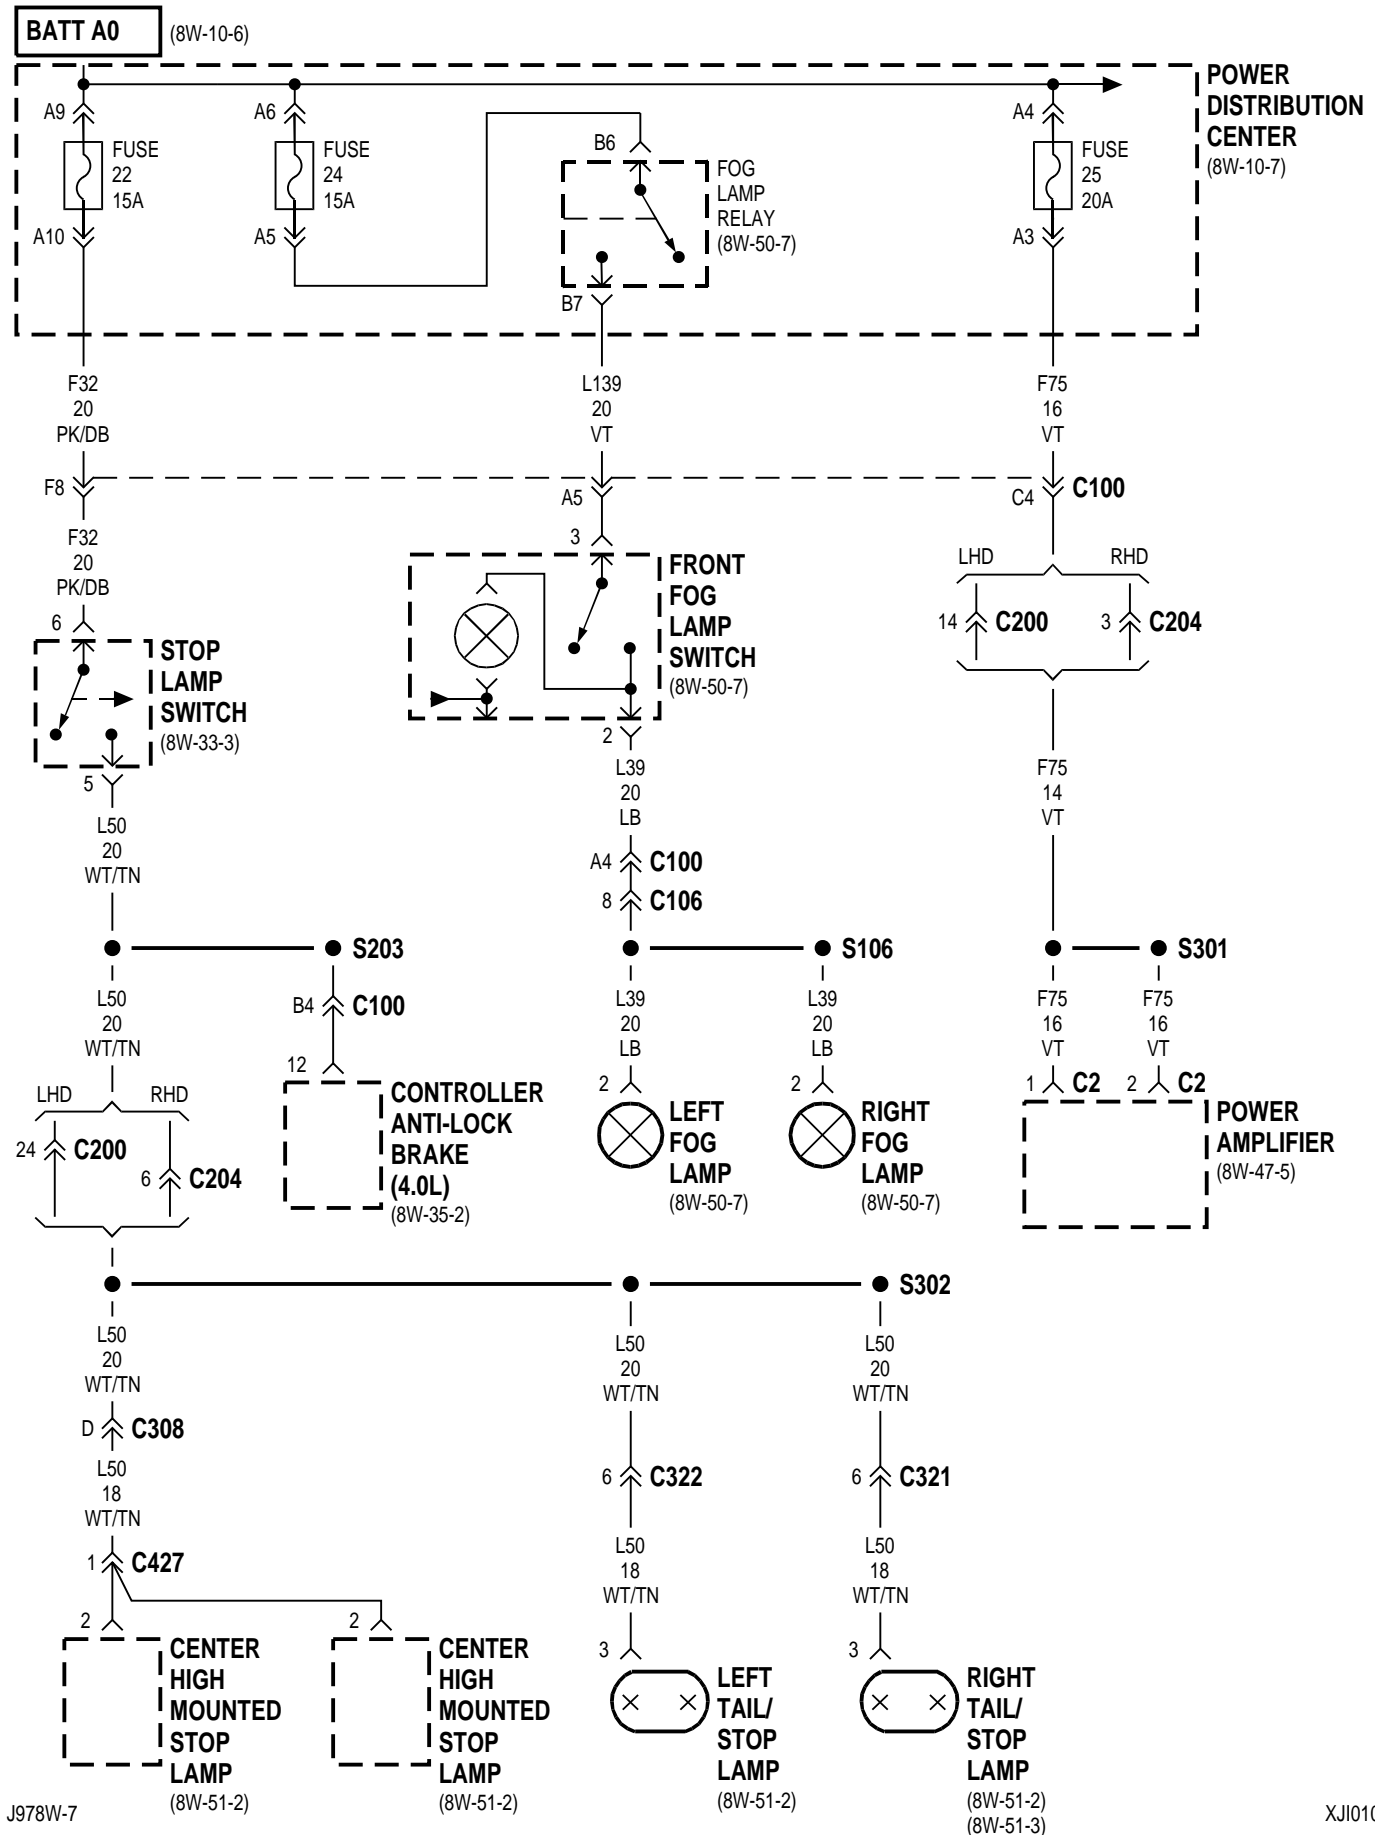 BATT A0 (8W-10-6)
POWER
DISTRIBUTION
CENTER
(8W-10-7)
A9
FUSE
22
15A
A10
A6
FUSE
24
15A
A5
B6
FOG
LAMP
RELAY
(8W-50-7)
B7
A4
FUSE
25
20A
A3
F32
20
PK/DB
L139
20
VT
F75
16
VT
F8
A5
C4 C100
F32
20
PK/DB
6
STOP
LAMP
SWITCH
(8W-33-3)
5
3
FRONT
FOG
LAMP
SWITCH
(8W-50-7)
2
LHD RHD
14 C200
3 C204
L50
20
WT/TN
L39
20
LB
F75
14
VT
A4 C100
8 C106
S203
S106
S301
L50
20
WT/TN
B4 C100
12
CONTROLLER
ANTI-LOCK
BRAKE
(4.0L)
(8W-35-2)
L39
20
LB
L39
20
LB
F75
16
VT
F75
16
VT
2
LEFT
FOG
LAMP
(8W-50-7)
2
RIGHT
FOG
LAMP
(8W-50-7)
1 C2
2 C2
POWER
AMPLIFIER
(8W-47-5)
LHD RHD
24 C200
6 C204
S302
L50
20
WT/TN
L50
20
WT/TN
L50
20
WT/TN
D C308
L50
18
WT/TN
6 C322
6 C321
L50
18
WT/TN
L50
18
WT/TN
1 C427
2
CENTER
HIGH
MOUNTED
STOP
LAMP
(8W-51-2)
2
CENTER
HIGH
MOUNTED
STOP
LAMP
(8W-51-2)
3
LEFT
TAIL/
STOP
LAMP
(8W-51-2)
3
RIGHT
TAIL/
STOP
LAMP
(8W-51-2)
(8W-51-3)
J978W-7
XJI010